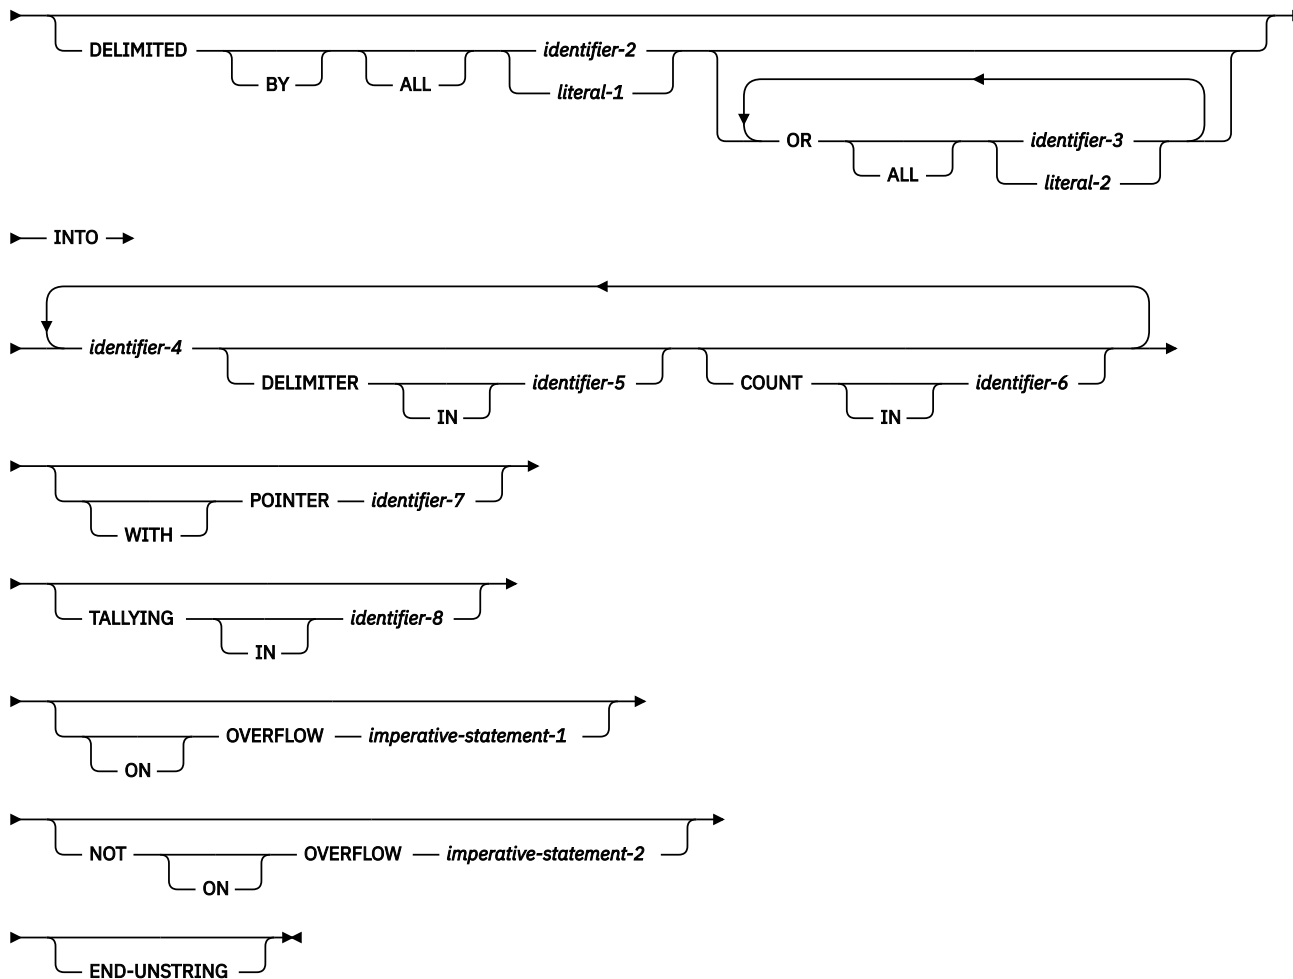 DELIMITED identifier-2
BY ALL
literal-1
OR identifier-3
ALL
literal-2
INTO
identifier-4
DELIMITER identifier-5 COUNT identifier-6
IN IN
POINTER identifier-7
WITH
TALLYING identifier-8
IN
OVERFLOW imperative-statement-1
ON
NOT OVERFLOW imperative-statement-2
ON
END-UNSTRING